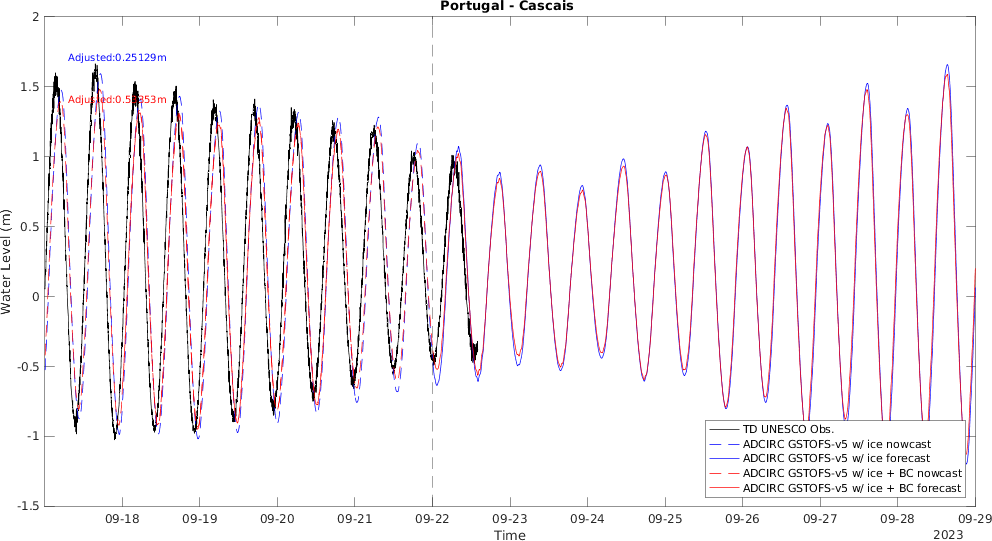 Portugal - Cascais
Adjusted:0.25129m
Water Level (m)
2
1.5
1
0.5
0
-0.5
-1
-1.5
TD UNESCO Obs.
ADCIRC GSTOFS-v5 w/ ice nowcast
ADCIRC GSTOFS-v5 w/ ice forecast
ADCIRC GSTOFS-v5 w/ ice + BC nowcast
ADCIRC GSTOFS-v5 w/ ice + BC forecast
09-18
09-19
09-20
09-21
09-22
09-23
09-24
09-25
09-26
09-27
09-28
09-29
Time
2023